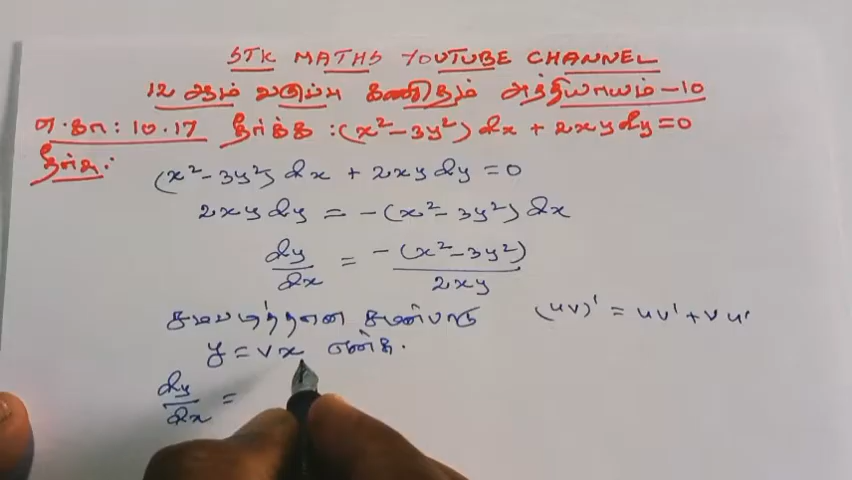 STK MATHS YOUTUBE CHANNEL
12 ஆம் வகுப்பு கணிதம் அத்தியாயம் - 10
எ.கா : 10.17 தீர்க்க : (x² - 3y²) dx + 2xy dy = 0
தீர்வு:
(x² - 3y²) dx + 2xy dy = 0
2xy dy = -(x² - 3y²) dx
dy/dx = -(x² - 3y²)/2xy
சமபடித்தான சமன்பாடு (uv)' = uv' + vu'
y = vx என்க.
dy/dx =